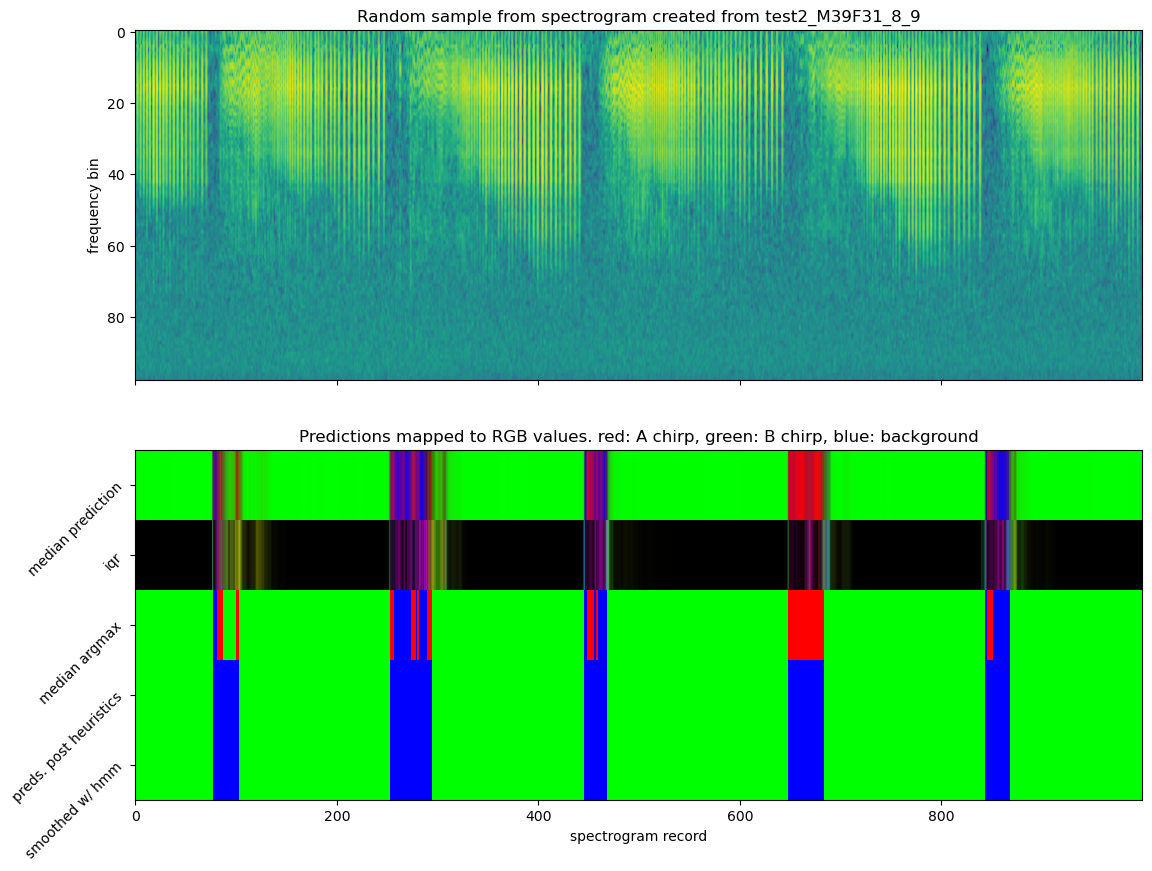 Random sample from spectrogram created from test2_M39F31_8_9
0
20
40
60
80
frequency bin
Predictions mapped to RGB values. red: A chirp, green: B chirp, blue: background
median prediction
iqr
median argmax
preds. post heuristics
smoothed w/ hmm
0 200 400 600 800
spectrogram record